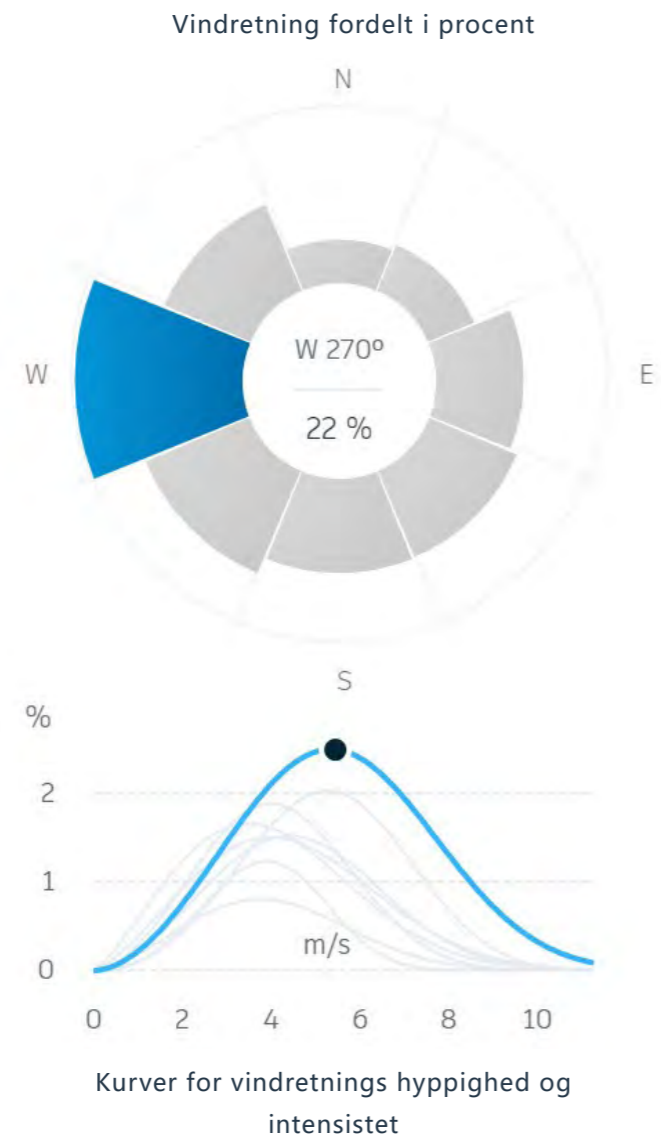 Vindretning fordelt i procent
N
W 270º
W
E
22 %
S
%
2
1
m/s
0
0 2 4 6 8 10
Kurver for vindretnings hyppighed og
intensistet